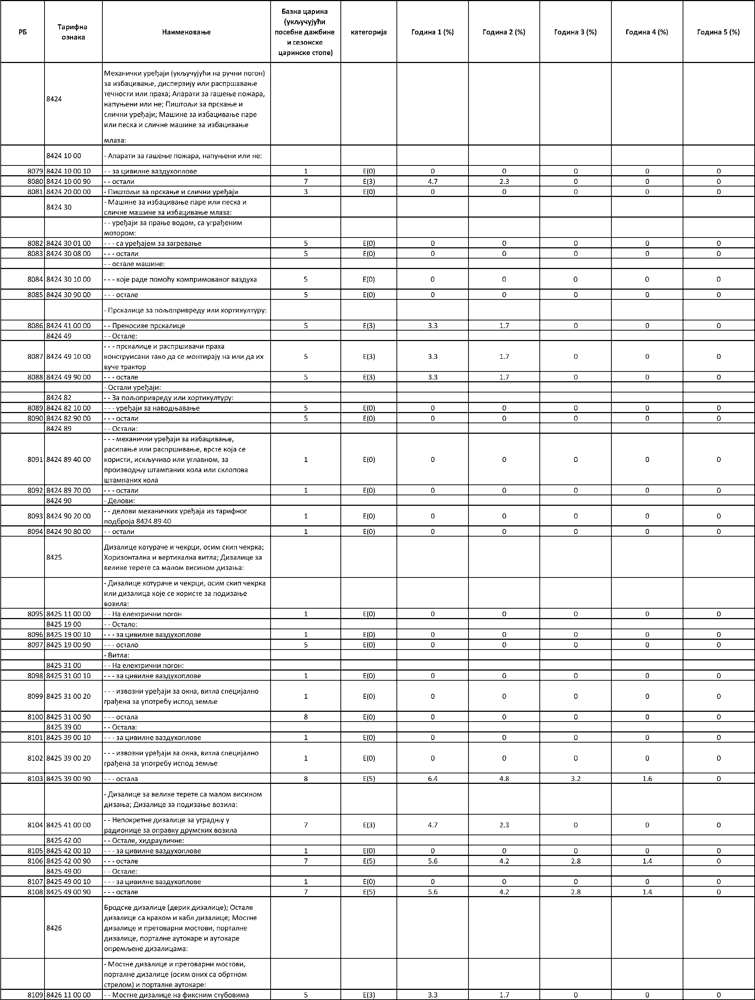 РБ	Тарифна ознака	Наименовање	Базна царина (укључујући посебне дажбине и сезонске царинске стопе)	категорија	Година 1 (%)	Година 2 (%)	Година 3 (%)	Година 4 (%)	Година 5 (%)
8424	Механички уређаји (укључујући на ручни погон)
за избацивање, дисперзију или распршавање
течности или праха; Апарати за гашење пожара,
напуњени или не; Пиштољи за прскање и
слични уређаји; Машине за избацивање паре
или песка и сличне машине за избацивање
млаза:
8424 10 00	- Апарати за гашење пожара, напуњени или не:
8079	8424 10 00 10	- - за цивилне ваздухоплове	1	E(0)	0	0	0	0	0
8080	8424 10 00 90	- - остали	7	E(3)	4.7	2.3	0	0	0
8081	8424 20 00 00	- Пиштољи за прскање и слични уређаји	3	E(0)	0	0	0	0	0
8424 30	- Машине за избацивање паре или песка и
сличне машине за избацивање млаза:
- - уређаји за прање водом, са уграђеним
мотором:
8082	8424 30 01 00	- - - са уређајем за загревање	5	E(0)	0	0	0	0	0
8083	8424 30 08 00	- - - остали	5	E(0)	0	0	0	0	0
- - остале машине:
8084	8424 30 10 00	- - - које раде помоћу компримованог ваздуха	5	E(0)	0	0	0	0	0
8085	8424 30 90 00	- - - остале	5	E(0)	0	0	0	0	0
- Прскалице за пољопривреду или хортикултуру:
8086	8424 41 00 00	- - Преносиве прскалице	5	E(3)	3.3	1.7	0	0	0
8424 49	- - Остале:
8087	8424 49 10 00	- - - прскалице и распршивачи праха
конструисани тако да се монтирају на или да их
вуче трактор	5	E(3)	3.3	1.7	0	0	0
8088	8424 49 90 00	- - - остале	5	E(3)	3.3	1.7	0	0	0
- Остали уређаји:
8424 82	- - За пољопривреду или хортикултуру:
8089	8424 82 10 00	- - - уређаји за наводњавање	5	E(0)	0	0	0	0	0
8090	8424 82 90 00	- - - остали	5	E(0)	0	0	0	0	0
8424 89	- - Остали:
8091	8424 89 40 00	- - - механички уређаји за избацивање,
расипање или распршивање, врсте која се
користи, искључиво или углавном, за
производњу штампаних кола или склопова
штампаних кола	1	E(0)	0	0	0	0	0
8092	8424 89 70 00	- - - остали	1	E(0)	0	0	0	0	0
8424 90	- Делови:
8093	8424 90 20 00	- - делови механичких уређаја из тарифног
подброја 8424 89 40	1	E(0)	0	0	0	0	0
8094	8424 90 80 00	- - остали	1	E(0)	0	0	0	0	0
8425	Дизалице котураче и чекрци, осим скип чекрка;
Хоризонтална и вертикална витла; Дизалице за
велике терете са малом висином дизања:
- Дизалице котураче и чекрци, осим скип чекрка
или дизалица које се користе за подизање
возила:
8095	8425 11 00 00	- - На електрични погон	1	E(0)	0	0	0	0	0
8425 19 00	- - Остало:
8096	8425 19 00 10	- - - за цивилне ваздухоплове	1	E(0)	0	0	0	0	0
8097	8425 19 00 90	- - - остало	5	E(0)	0	0	0	0	0
- Витла:
8425 31 00	- - На електрични погон:
8098	8425 31 00 10	- - - за цивилне ваздухоплове	1	E(0)	0	0	0	0	0
8099	8425 31 00 20	- - - извозни уређаји за окна, витла специјално
грађена за употребу испод земље	1	E(0)	0	0	0	0	0
8100	8425 31 00 90	- - - остала	8	E(0)	0	0	0	0	0
8425 39 00	- - Остала:
8101	8425 39 00 10	- - - за цивилне ваздухоплове	1	E(0)	0	0	0	0	0
8102	8425 39 00 20	- - - извозни уређаји за окна, витла специјално
грађена за употребу испод земље	1	E(0)	0	0	0	0	0
8103	8425 39 00 90	- - - остала	8	E(5)	6.4	4.8	3.2	1.6	0
- Дизалице за велике терете са малом висином
дизања; Дизалице за подизање возила:
8104	8425 41 00 00	- - Непокретне дизалице за уградњу у
радионице за оправку друмских возила	7	E(3)	4.7	2.3	0	0	0
8425 42 00	- - Остале, хидрауличне:
8105	8425 42 00 10	- - - за цивилне ваздухоплове	1	E(0)	0	0	0	0	0
8106	8425 42 00 90	- - - остале	7	E(5)	5.6	4.2	2.8	1.4	0
8425 49 00	- - Остале:
8107	8425 49 00 10	- - - за цивилне ваздухоплове	1	E(0)	0	0	0	0	0
8108	8425 49 00 90	- - - остале	7	E(5)	5.6	4.2	2.8	1.4	0
8426	Бродске дизалице (дерик дизалице); Остале
дизалице са краком и кабл дизалице; Мостне
дизалице и претоварни мостови, порталне
дизалице, порталне аутокаре и аутокаре
опремљене дизалицама:
- Мостне дизалице и претоварни мостови,
порталне дизалице (осим оних са обртном
стрелом) и порталне аутокаре:
8109	8426 11 00 00	- - Мостне дизалице на фиксним стубовима	5	E(3)	3.3	1.7	0	0	0